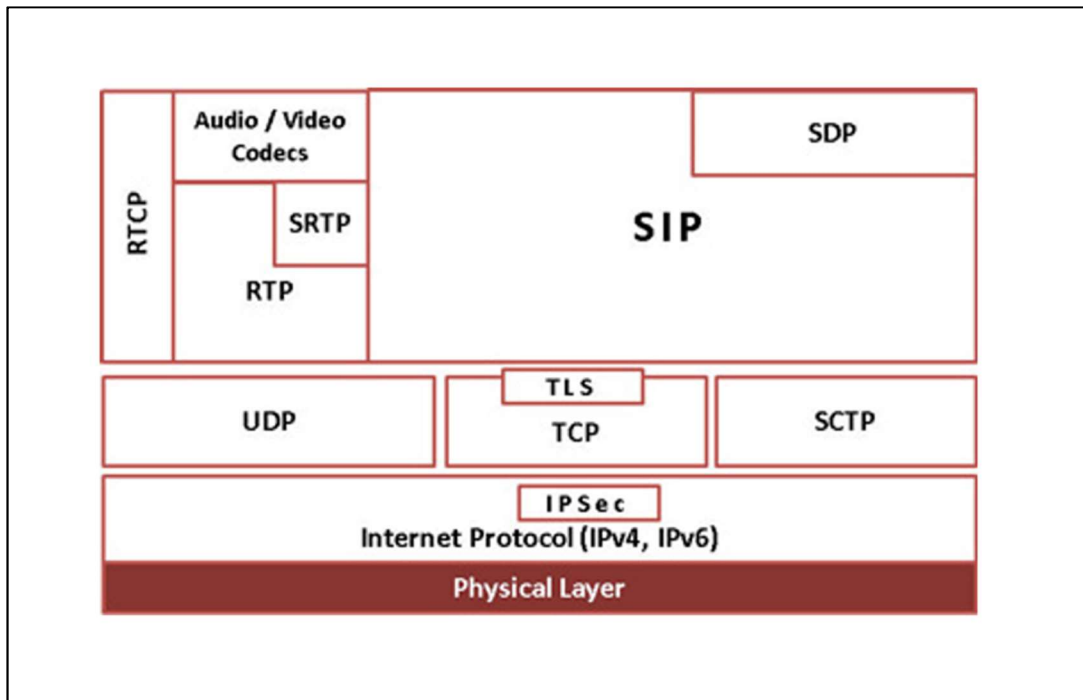 RTCP
Audio / Video
Codecs
SRTP
RTP
SDP
SIP
UDP
TLS
TCP
SCTP
IPSec
Internet Protocol (IPv4, IPv6)
Physical Layer